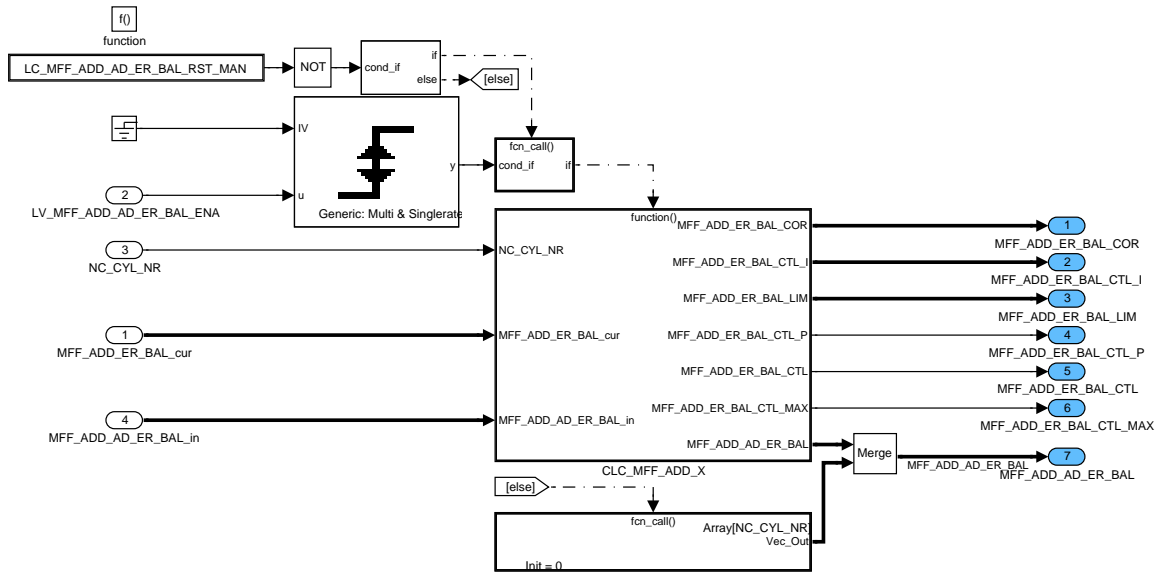 f()
function
LC_MFF_ADD_AD_ER_BAL_RST_MAN
NOT
cond_if
if
else
[else]
IV
u
y
Generic: Multi & Singlerate
fcn_call()
cond_if
if
2
LV_MFF_ADD_AD_ER_BAL_ENA
3
NC_CYL_NR
1
MFF_ADD_ER_BAL_cur
4
MFF_ADD_AD_ER_BAL_in
function()
NC_CYL_NR
MFF_ADD_ER_BAL_cur
MFF_ADD_AD_ER_BAL_in
MFF_ADD_ER_BAL_COR
MFF_ADD_ER_BAL_CTL_I
MFF_ADD_ER_BAL_LIM
MFF_ADD_ER_BAL_CTL_P
MFF_ADD_ER_BAL_CTL
MFF_ADD_ER_BAL_CTL_MAX
MFF_ADD_AD_ER_BAL
CLC_MFF_ADD_X
1
MFF_ADD_ER_BAL_COR
2
MFF_ADD_ER_BAL_CTL_I
3
MFF_ADD_ER_BAL_LIM
4
MFF_ADD_ER_BAL_CTL_P
5
MFF_ADD_ER_BAL_CTL
6
MFF_ADD_ER_BAL_CTL_MAX
Merge
MFF_ADD_AD_ER_BAL
7
MFF_ADD_AD_ER_BAL
[else]
fcn_call()
Array[NC_CYL_NR]
Vec_Out
Init = 0